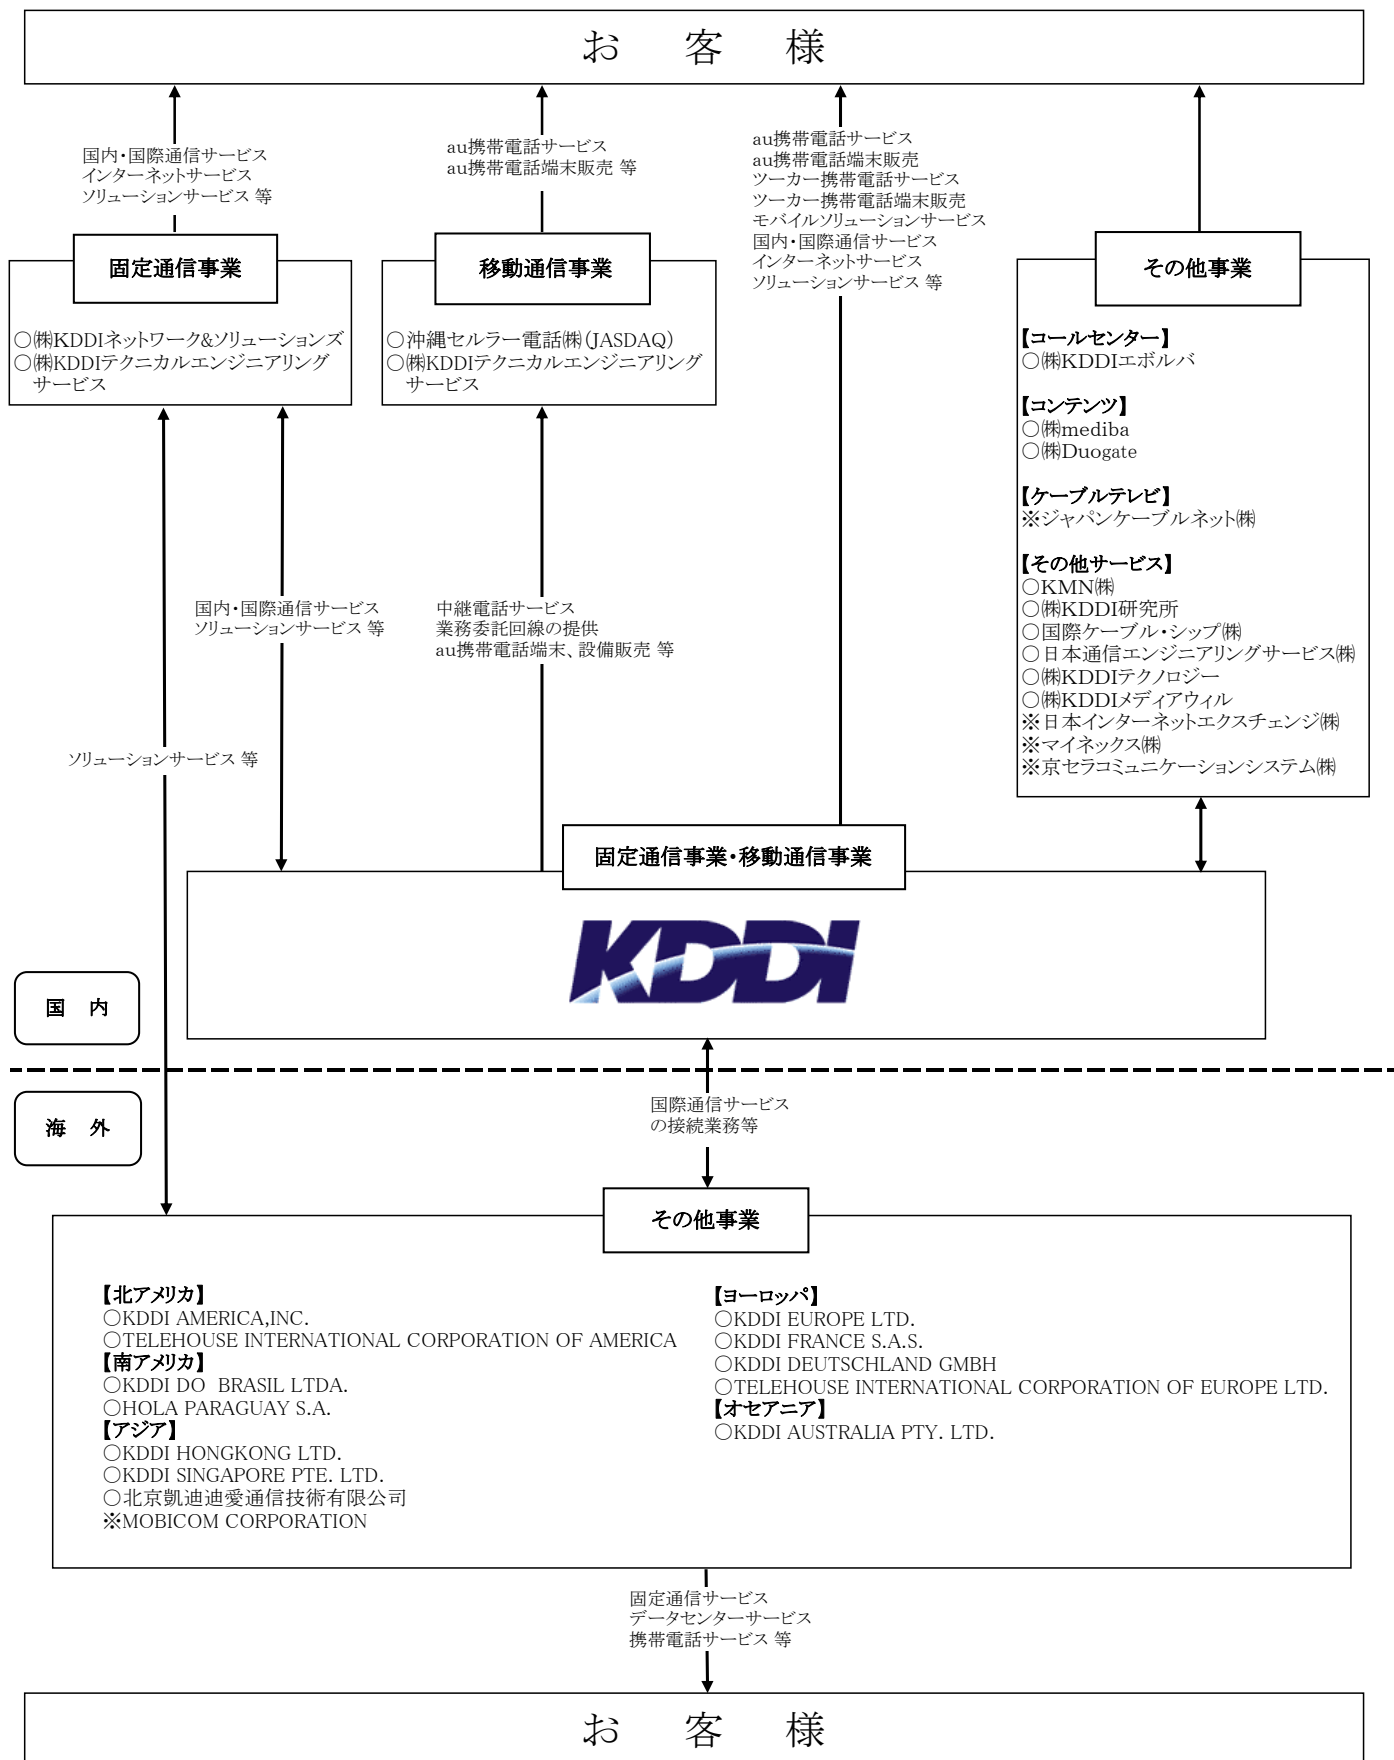 お 客 様
国内・国際通信サービス
インターネットサービス
ソリューションサービス 等
au携帯電話サービス
au携帯電話端末販売 等
au携帯電話サービス
au携帯電話端末販売
ツーカー携帯電話サービス
ツーカー携帯電話端末販売
モバイルソリューションサービス
国内・国際通信サービス
インターネットサービス
ソリューションサービス 等
固定通信事業
○㈱KDDIネットワーク&ソリューションズ
○㈱KDDIテクニカルエンジニアリング
サービス
移動通信事業
○沖縄セルラー電話㈱(JASDAQ)
○㈱KDDIテクニカルエンジニアリング
サービス
その他事業
【コールセンター】
○㈱KDDIエボルバ
【コンテンツ】
○㈱mediba
○㈱Duogate
【ケーブルテレビ】
※ジャパンケーブルネット㈱
【その他サービス】
○KMN㈱
○㈱KDDI研究所
○国際ケーブル・シップ㈱
○日本通信エンジニアリングサービス㈱
○㈱KDDIテクノロジー
○㈱KDDIメディアウィル
※日本インターネットエクスチェンジ㈱
※マイネックス㈱
※京セラコミュニケーションシステム㈱
国内・国際通信サービス
ソリューションサービス 等
中継電話サービス
業務委託回線の提供
au携帯電話端末、設備販売 等
ソリューションサービス 等
固定通信事業・移動通信事業
KDDI
国 内
海 外
国際通信サービス
の接続業務等
その他事業
【北アメリカ】
○KDDI AMERICA,INC.
○TELEHOUSE INTERNATIONAL CORPORATION OF AMERICA
【南アメリカ】
○KDDI DO BRASIL LTDA.
○HOLA PARAGUAY S.A.
【アジア】
○KDDI HONGKONG LTD.
○KDDI SINGAPORE PTE. LTD.
○北京凱迪迪愛通信技術有限公司
※MOBICOM CORPORATION
【ヨーロッパ】
○KDDI EUROPE LTD.
○KDDI FRANCE S.A.S.
○KDDI DEUTSCHLAND GMBH
○TELEHOUSE INTERNATIONAL CORPORATION OF EUROPE LTD.
【オセアニア】
○KDDI AUSTRALIA PTY. LTD.
固定通信サービス
データセンターサービス
携帯電話サービス 等
お 客 様